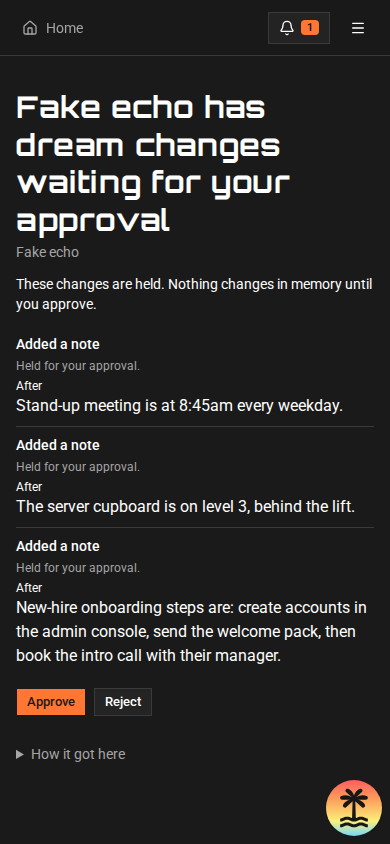 Home
1
Fake echo has
dream changes
waiting for your
approval
Fake echo
These changes are held. Nothing changes in memory until
you approve.
Added a note
Held for your approval.
After
Stand-up meeting is at 8:45am every weekday.
Added a note
Held for your approval.
After
The server cupboard is on level 3, behind the lift.
Added a note
Held for your approval.
After
New-hire onboarding steps are: create accounts in
the admin console, send the welcome pack, then
book the intro call with their manager.
Approve
Reject
How it got here